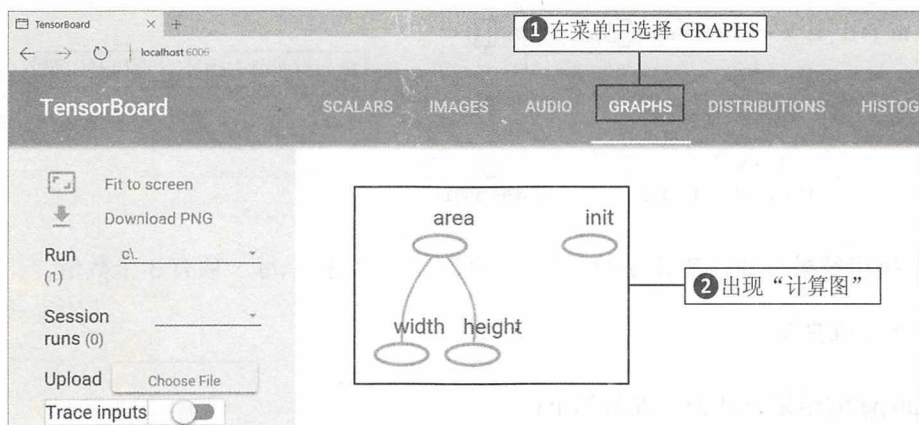 TensorBoard
❶在菜单中选择 GRAPHS
localhost:6006
TensorBoard
SCALARS IMAGES AUDIO GRAPHS DISTRIBUTIONS HISTOG
Fit to screen
Download PNG
Run
(1)
c\.
Session
runs (0)
Upload
Choose File
Trace inputs
area
init
width height
❷出现“计算图”